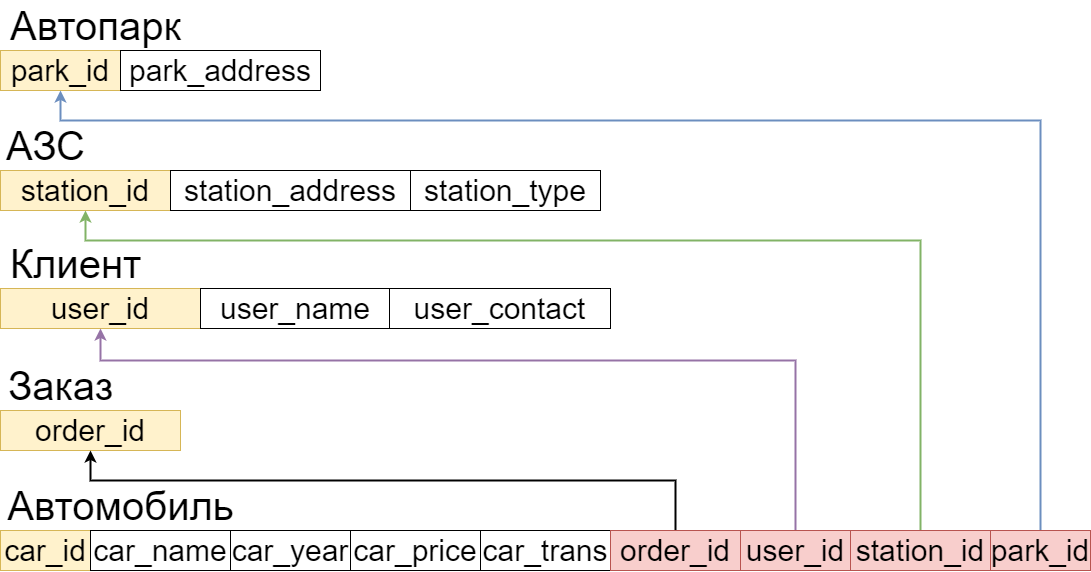 Автопарк
park_id park_address
АЗС
station_id station_address station_type
Клиент
user_id user_name user_contact
Заказ
order_id
Автомобиль
car_id car_name car_year car_price car_trans order_id user_id station_id park_id